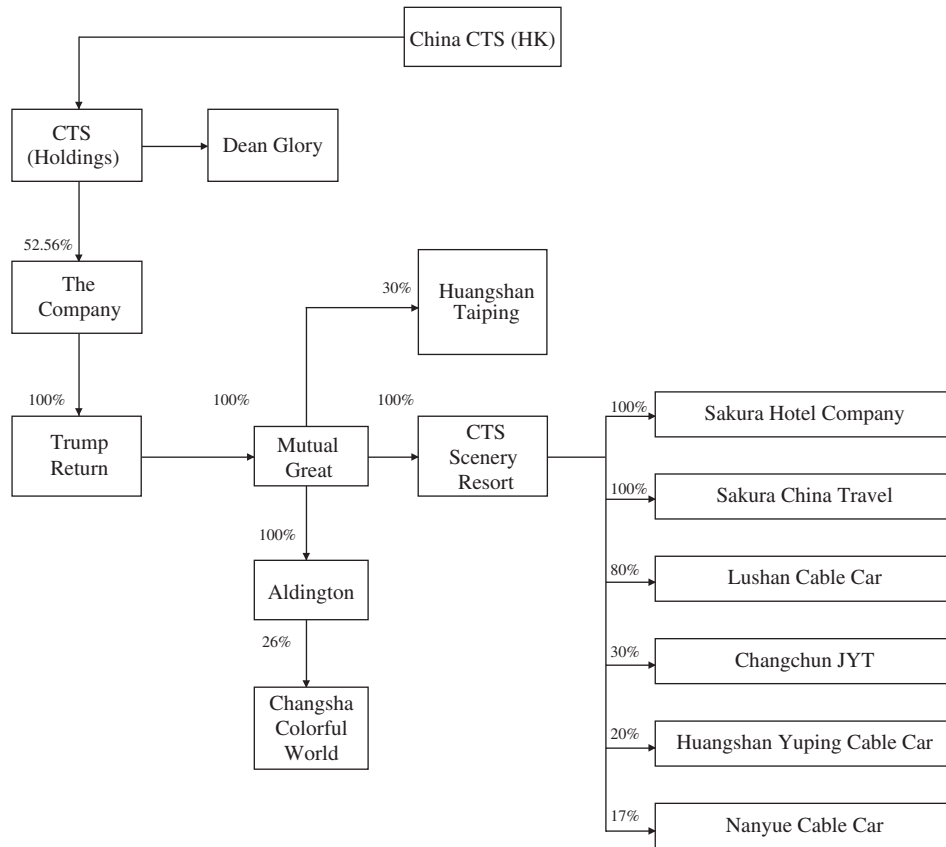 China CTS (HK)
CTS
(Holdings)
Dean Glory
52.56%
The
Company
30%
Huangshan
Taiping
100%
Trump
Return
100%
Mutual
Great
100%
CTS
Scenery
Resort
100%
Sakura Hotel Company
100%
Sakura China Travel
80%
Lushan Cable Car
30%
Changchun JYT
20%
Huangshan Yuping Cable Car
17%
Nanyue Cable Car
100%
Aldington
26%
Changsha
Colorful
World